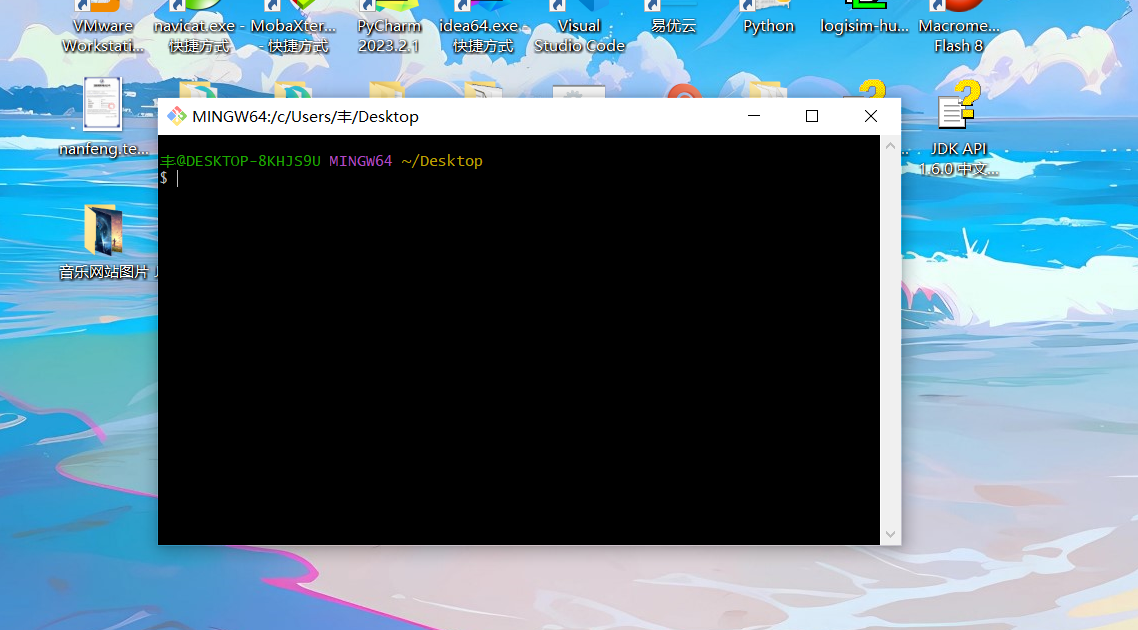 VMware
Workstati...
navicat.exe -
快捷方式
MobaXter...
- 快捷方式
PyCharm
2023.2.1
idea64.exe -
快捷方式
Visual
Studio Code
易优云
Python
logisim-hu...
Macrome...
Flash 8
nanfeng.te...
JDK API
1.6.0 中文...
音乐网站图片
MINGW64:/c/Users/丰/Desktop
丰@DESKTOP-8KHJS9U MINGW64 ~/Desktop
$